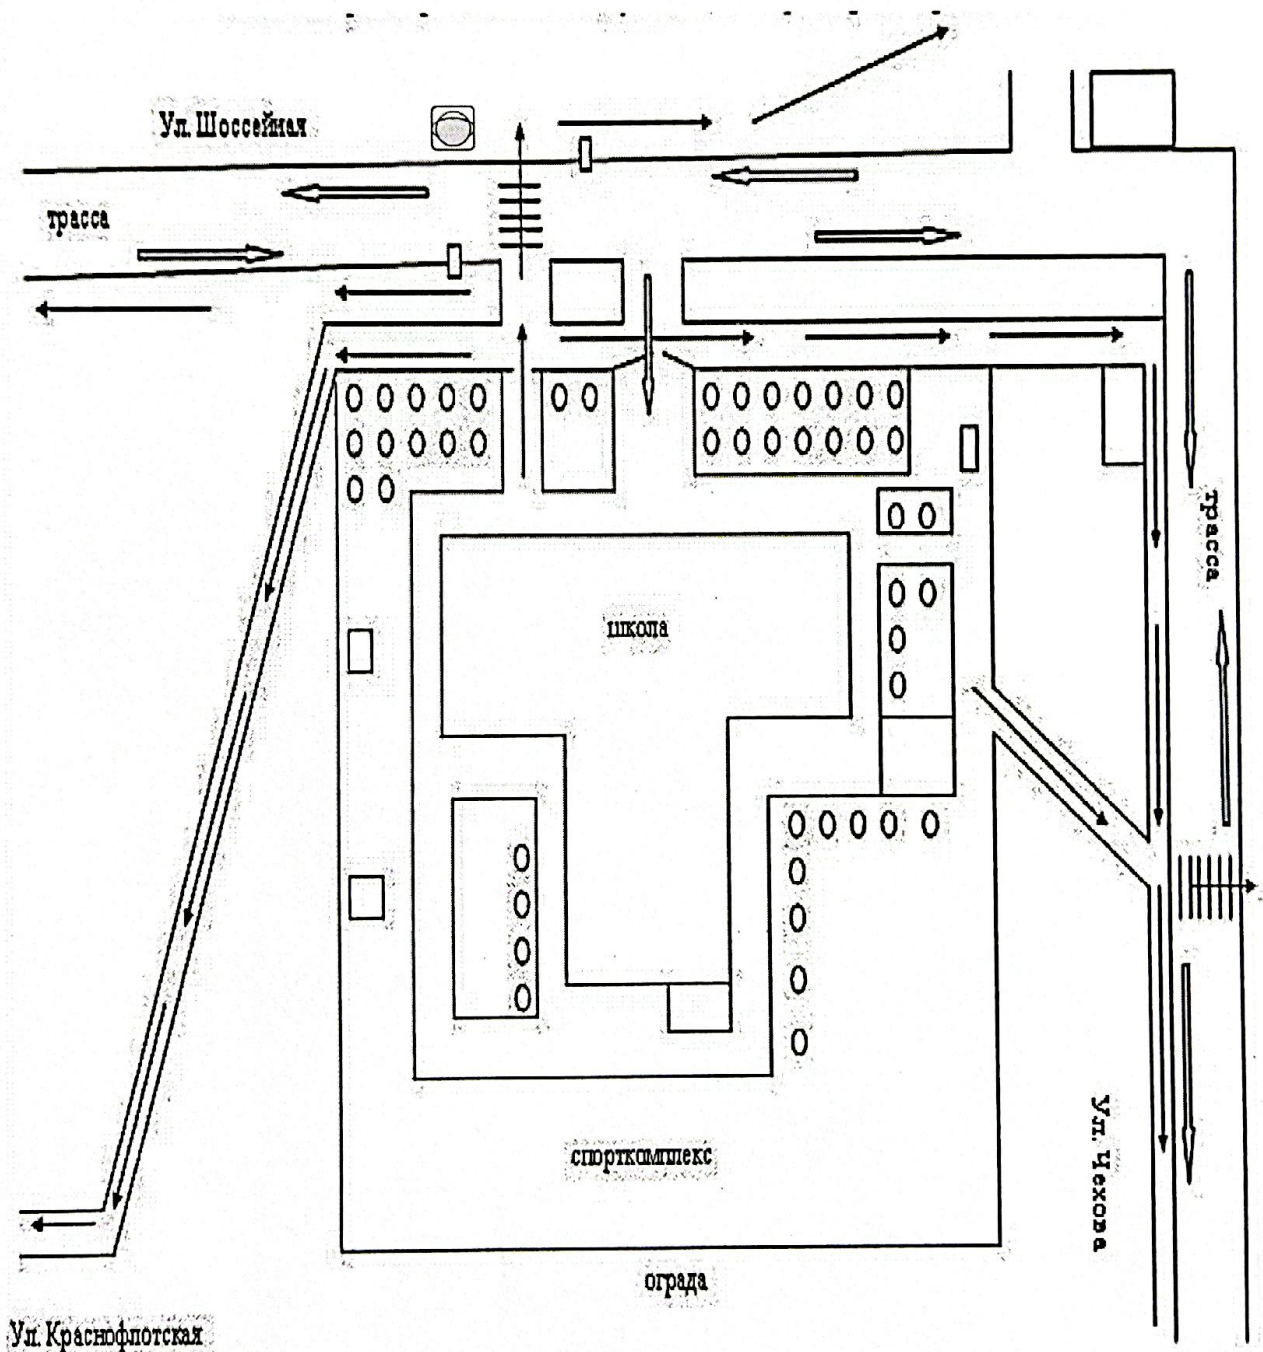 Ул. Шоссейная
трасса
трасса
школа
Ул. Чехова
спорткомплекс
ограда
Ул. Краснофлотская